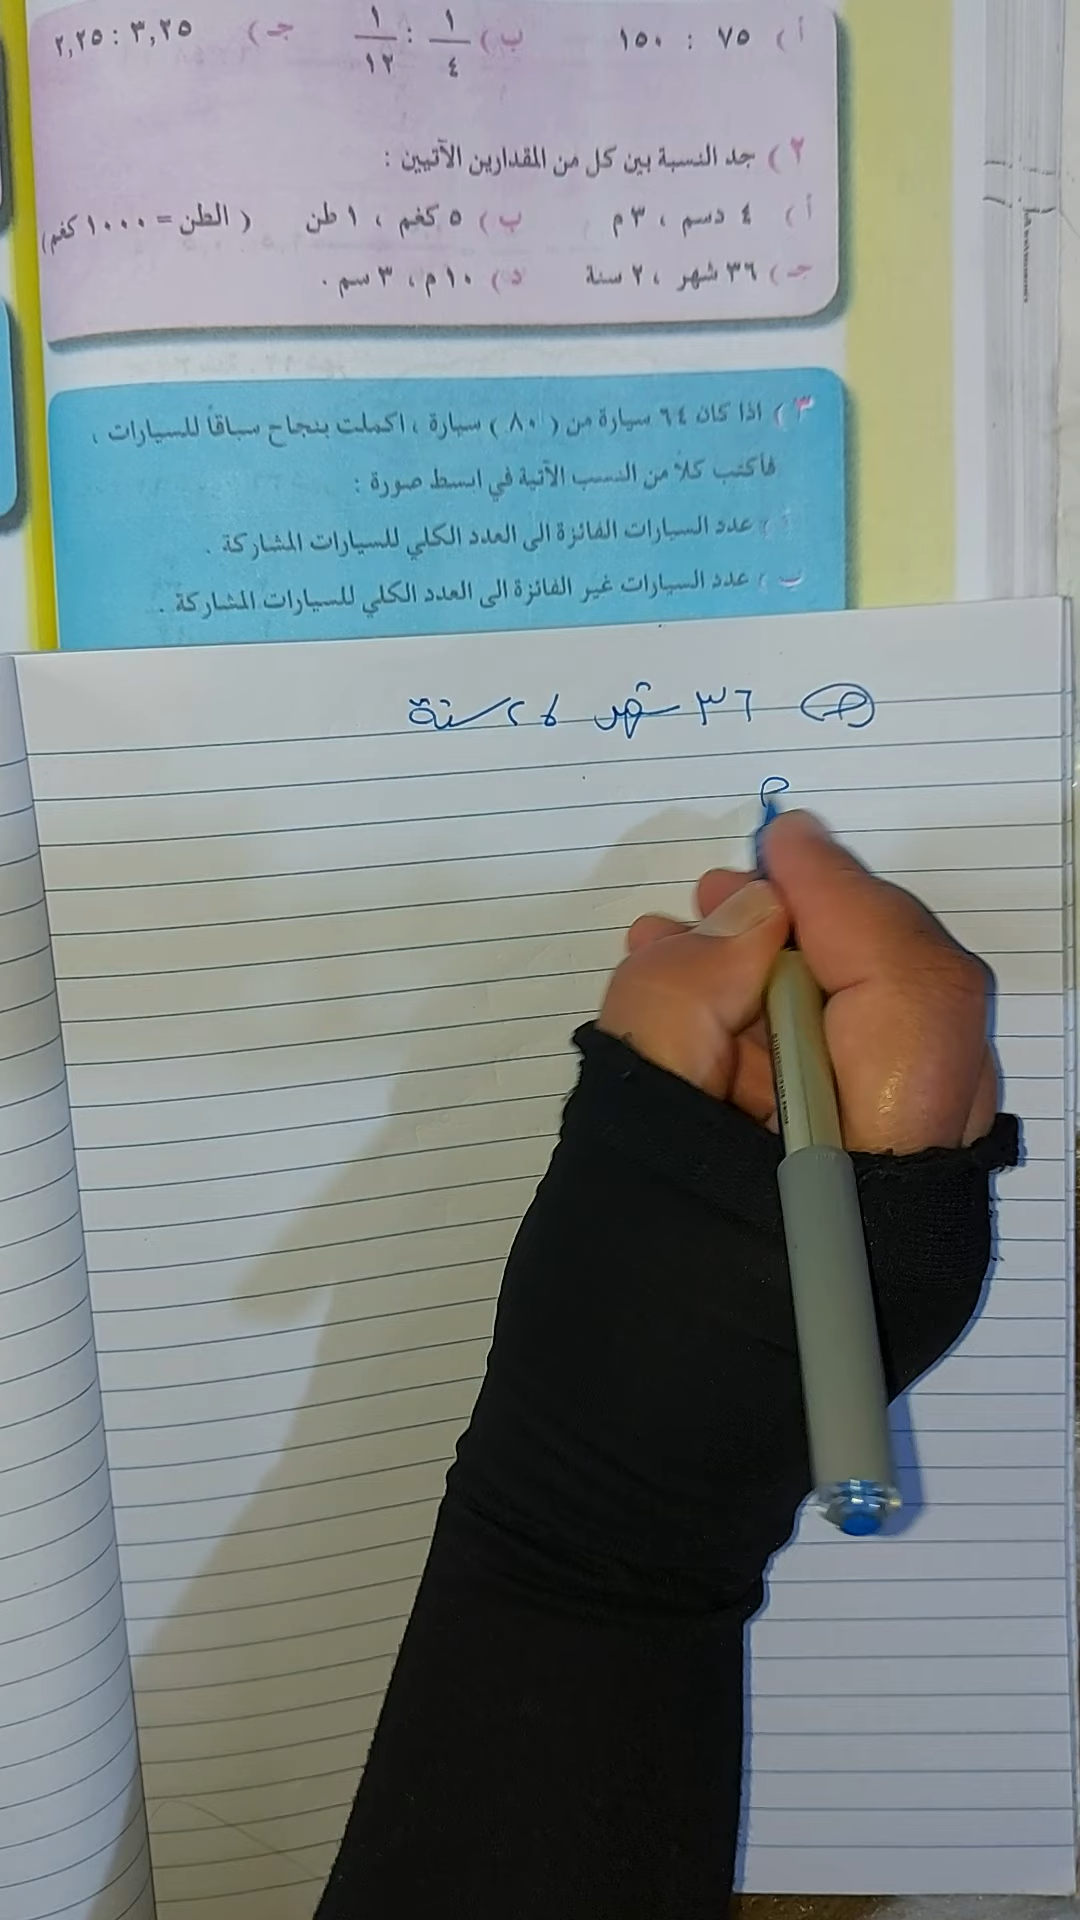 أ ) ٧٥ : ١٥٠ ب ) ١/٤ : ١/١٢ جـ ) ٣,٢٥ : ٢,٢٥
٢ ) جد النسبة بين كل من المقدارين الآتيين :
أ ) ٤ دسم ، ٣ م ب ) ٥ كغم ، ١ طن ( الطن = ١٠٠٠ كغم )
جـ ) ٣٦ شهر ، ٢ سنة د ) ١٠ م ، ٣ سم .
٣ ) اذا كان ٦٤ سيارة من ( ٨٠ ) سيارة ، اكملت بنجاح سباقاً للسيارات ،
فأكتب كلاً من النسب الآتية في ابسط صورة :
أ ) عدد السيارات الفائزة الى العدد الكلي للسيارات المشاركة .
ب ) عدد السيارات غير الفائزة الى العدد الكلي للسيارات المشاركة .
جـ ٣٦ شهر ، ٢ سنة